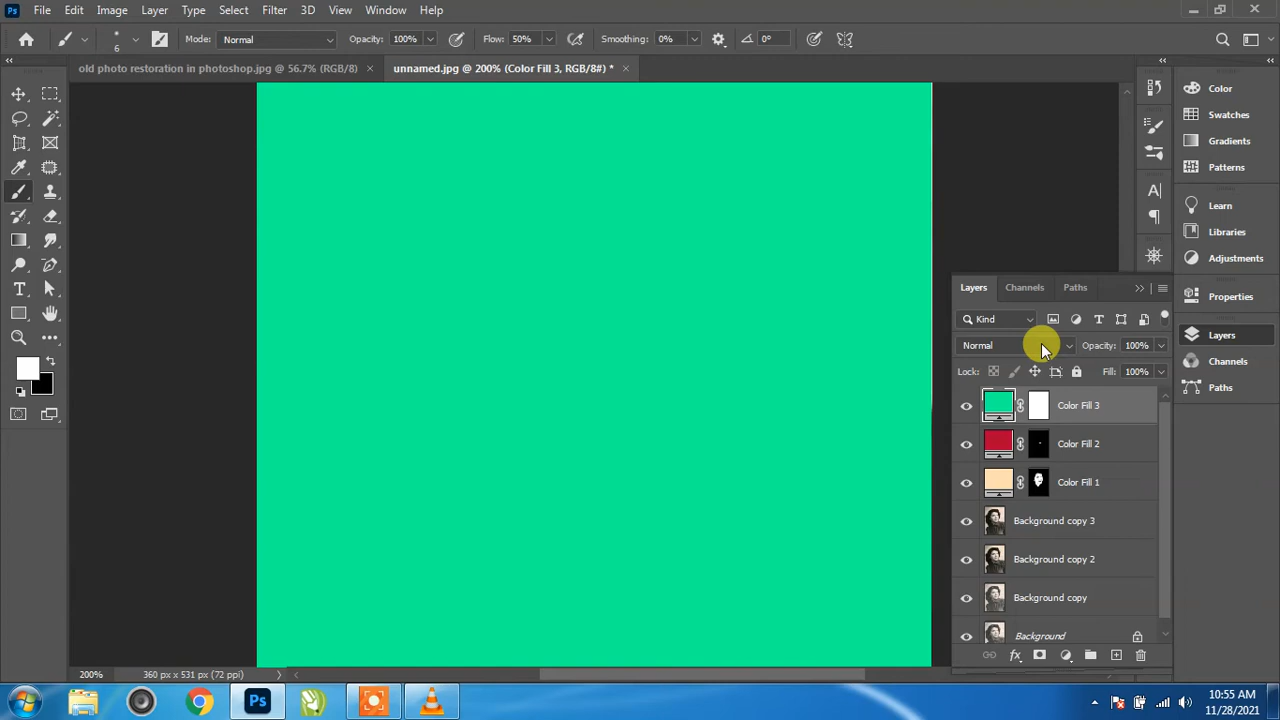 Ps File Edit Image Layer Type Select Filter 3D View Window Help
6 Mode: Normal Opacity: 100% Flow: 50% Smoothing: 0% 0°
old photo restoration in photoshop.jpg @ 56.7% (RGB/8) × unnamed.jpg @ 200% (Color Fill 3, RGB/8#) * ×
Color
Swatches
Gradients
Patterns
Learn
Libraries
Adjustments
Properties
Layers
Channels
Paths
Layers Channels Paths
Kind
Normal Opacity: 100%
Lock: Fill: 100%
Color Fill 3
Color Fill 2
Color Fill 1
Background copy 3
Background copy 2
Background copy
Background
fx
200% 360 px x 531 px (72 ppi)
Ps
10:55 AM
11/28/2021